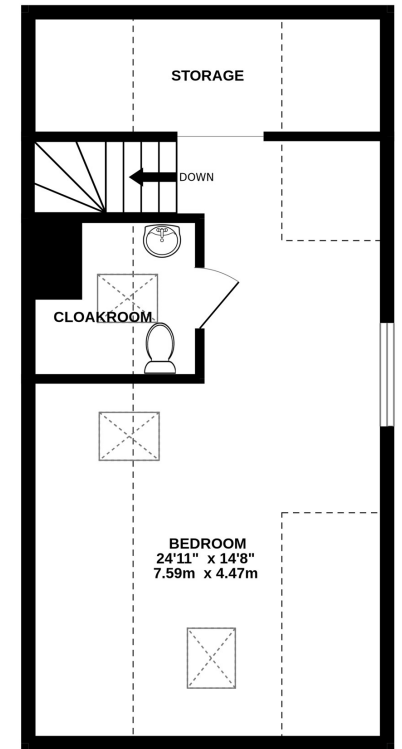 STORAGE
DOWN
CLOAKROOM
BEDROOM
24'11" x 14'8"
7.59m x 4.47m